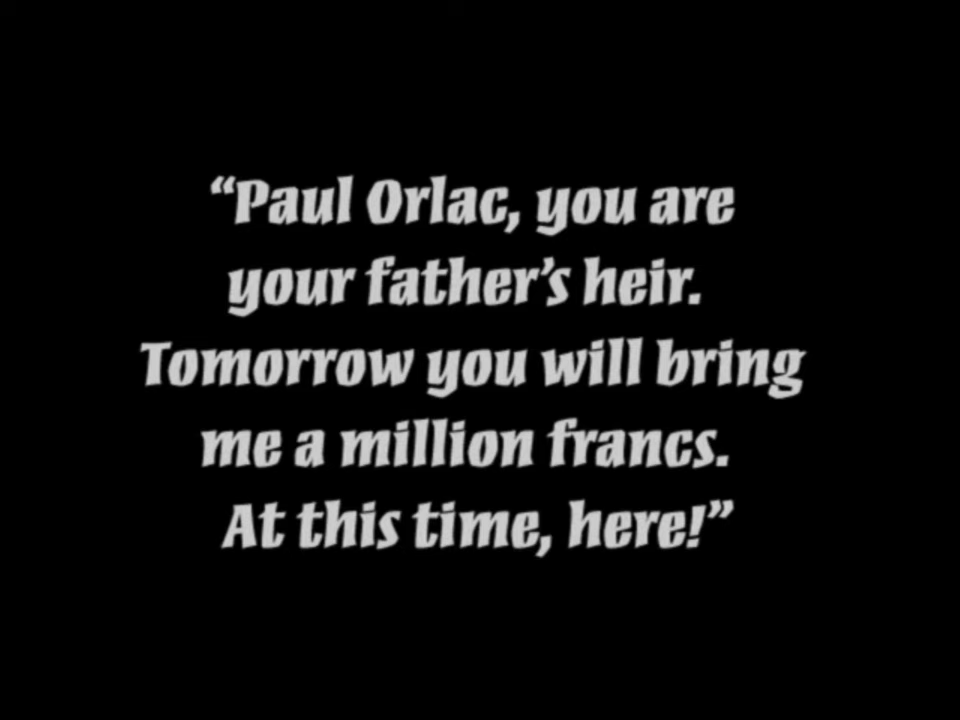 “Paul Orlac, you are
your father’s heir.
Tomorrow you will bring
me a million francs.
At this time, here!”